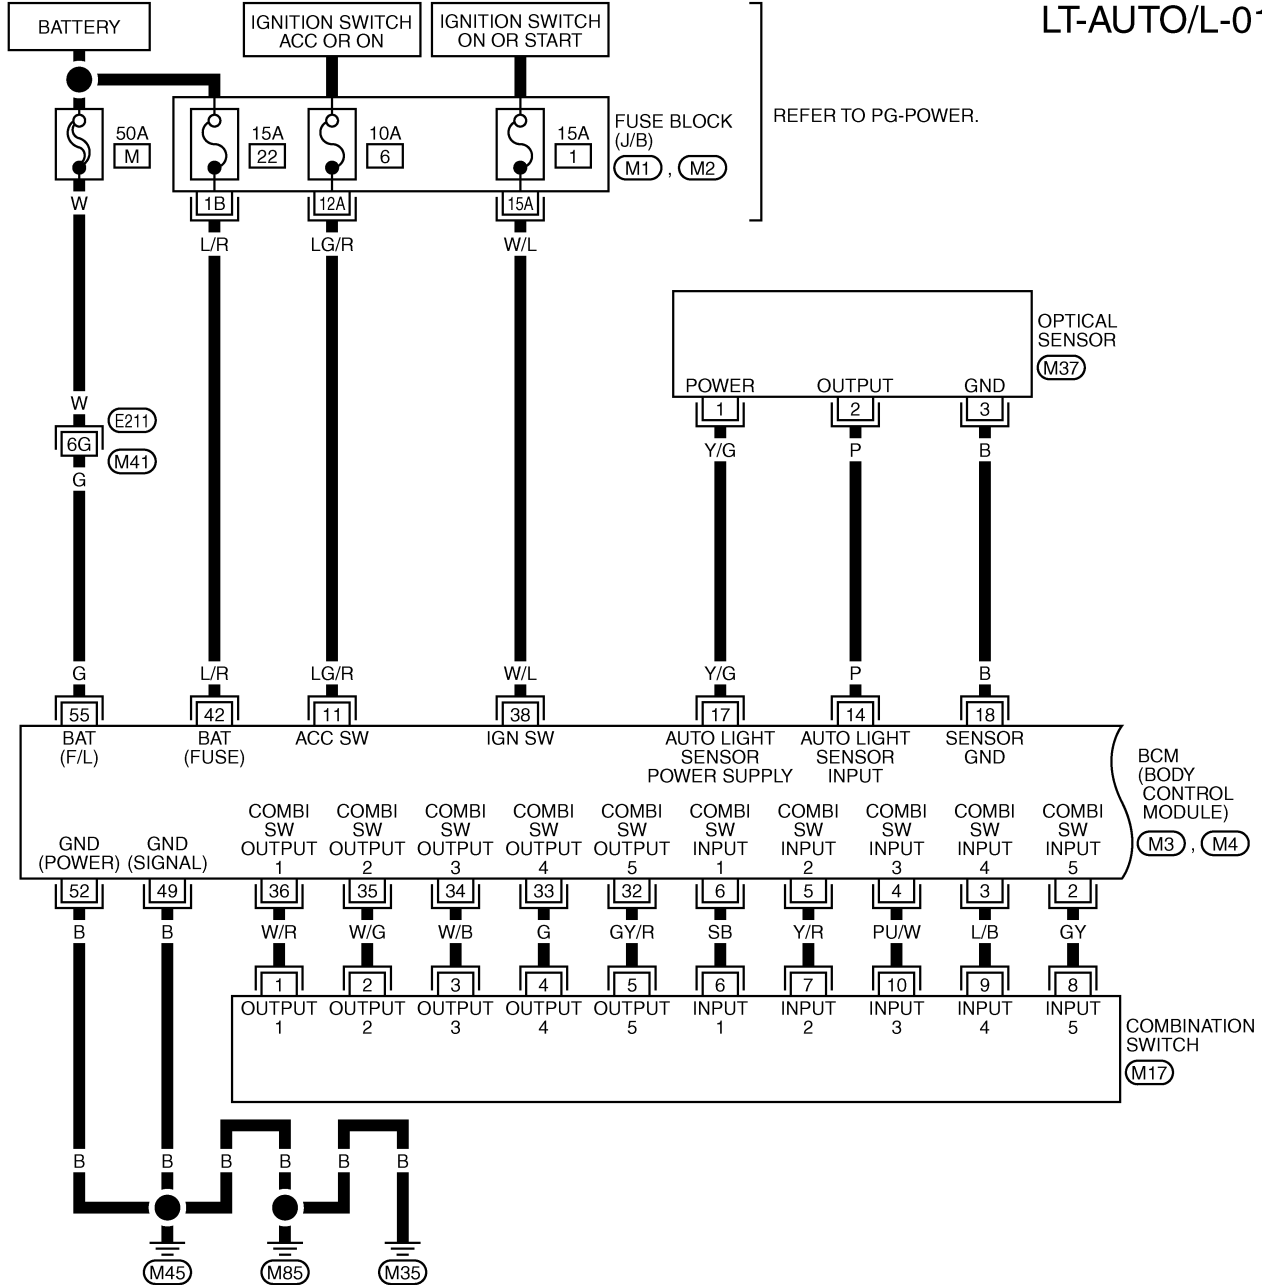 LT-AUTO/L-01
BATTERY
IGNITION SWITCH
ACC OR ON
IGNITION SWITCH
ON OR START
50A
M
15A
22
10A
6
15A
1
FUSE BLOCK
(J/B)
M1 , M2
REFER TO PG-POWER.
W
1B
12A
15A
L/R
LG/R
W/L
OPTICAL
SENSOR
M37
POWER
OUTPUT
GND
1
2
3
W
E211
6G
M41
G
Y/G
P
B
G
L/R
LG/R
W/L
Y/G
P
B
55
42
11
38
17
14
18
BAT
(F/L)
BAT
(FUSE)
ACC SW
IGN SW
AUTO LIGHT
SENSOR
POWER SUPPLY
AUTO LIGHT
SENSOR
INPUT
SENSOR
GND
BCM
(BODY
CONTROL
MODULE)
M3 , M4
GND
(POWER)
GND
(SIGNAL)
COMBI
SW
OUTPUT
1
COMBI
SW
OUTPUT
2
COMBI
SW
OUTPUT
3
COMBI
SW
OUTPUT
4
COMBI
SW
OUTPUT
5
COMBI
SW
INPUT
1
COMBI
SW
INPUT
2
COMBI
SW
INPUT
3
COMBI
SW
INPUT
4
COMBI
SW
INPUT
5
52
49
36
35
34
33
32
6
5
4
3
2
B
B
W/R
W/G
W/B
G
GY/R
SB
Y/R
PU/W
L/B
GY
1
2
3
4
5
6
7
10
9
8
OUTPUT
1
OUTPUT
2
OUTPUT
3
OUTPUT
4
OUTPUT
5
INPUT
1
INPUT
2
INPUT
3
INPUT
4
INPUT
5
COMBINATION
SWITCH
M17
B
B
B
B
B
B
M45
M85
M35